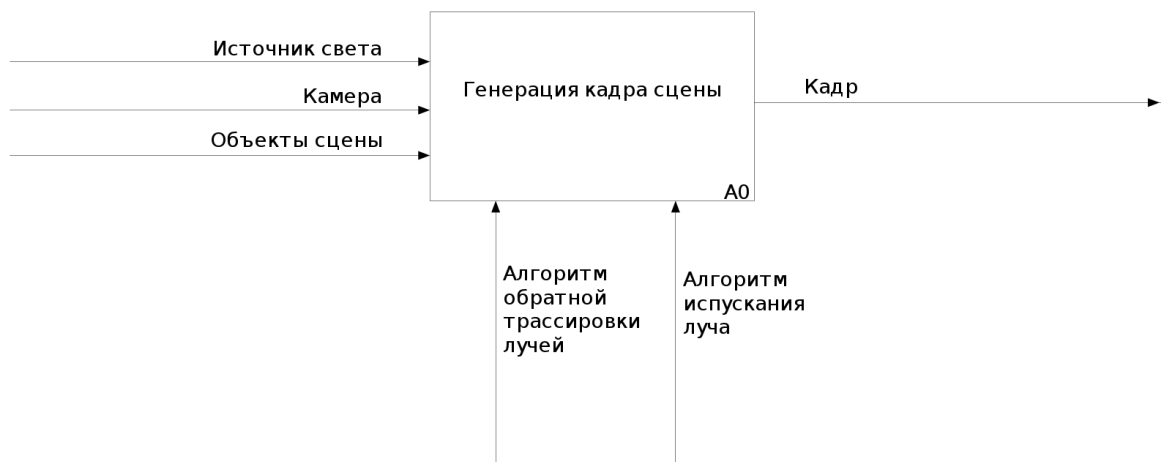 Источник света
Камера
Объекты сцены
Генерация кадра сцены
A0
Кадр
Алгоритм
обратной
трассировки
лучей
Алгоритм
испускания
луча